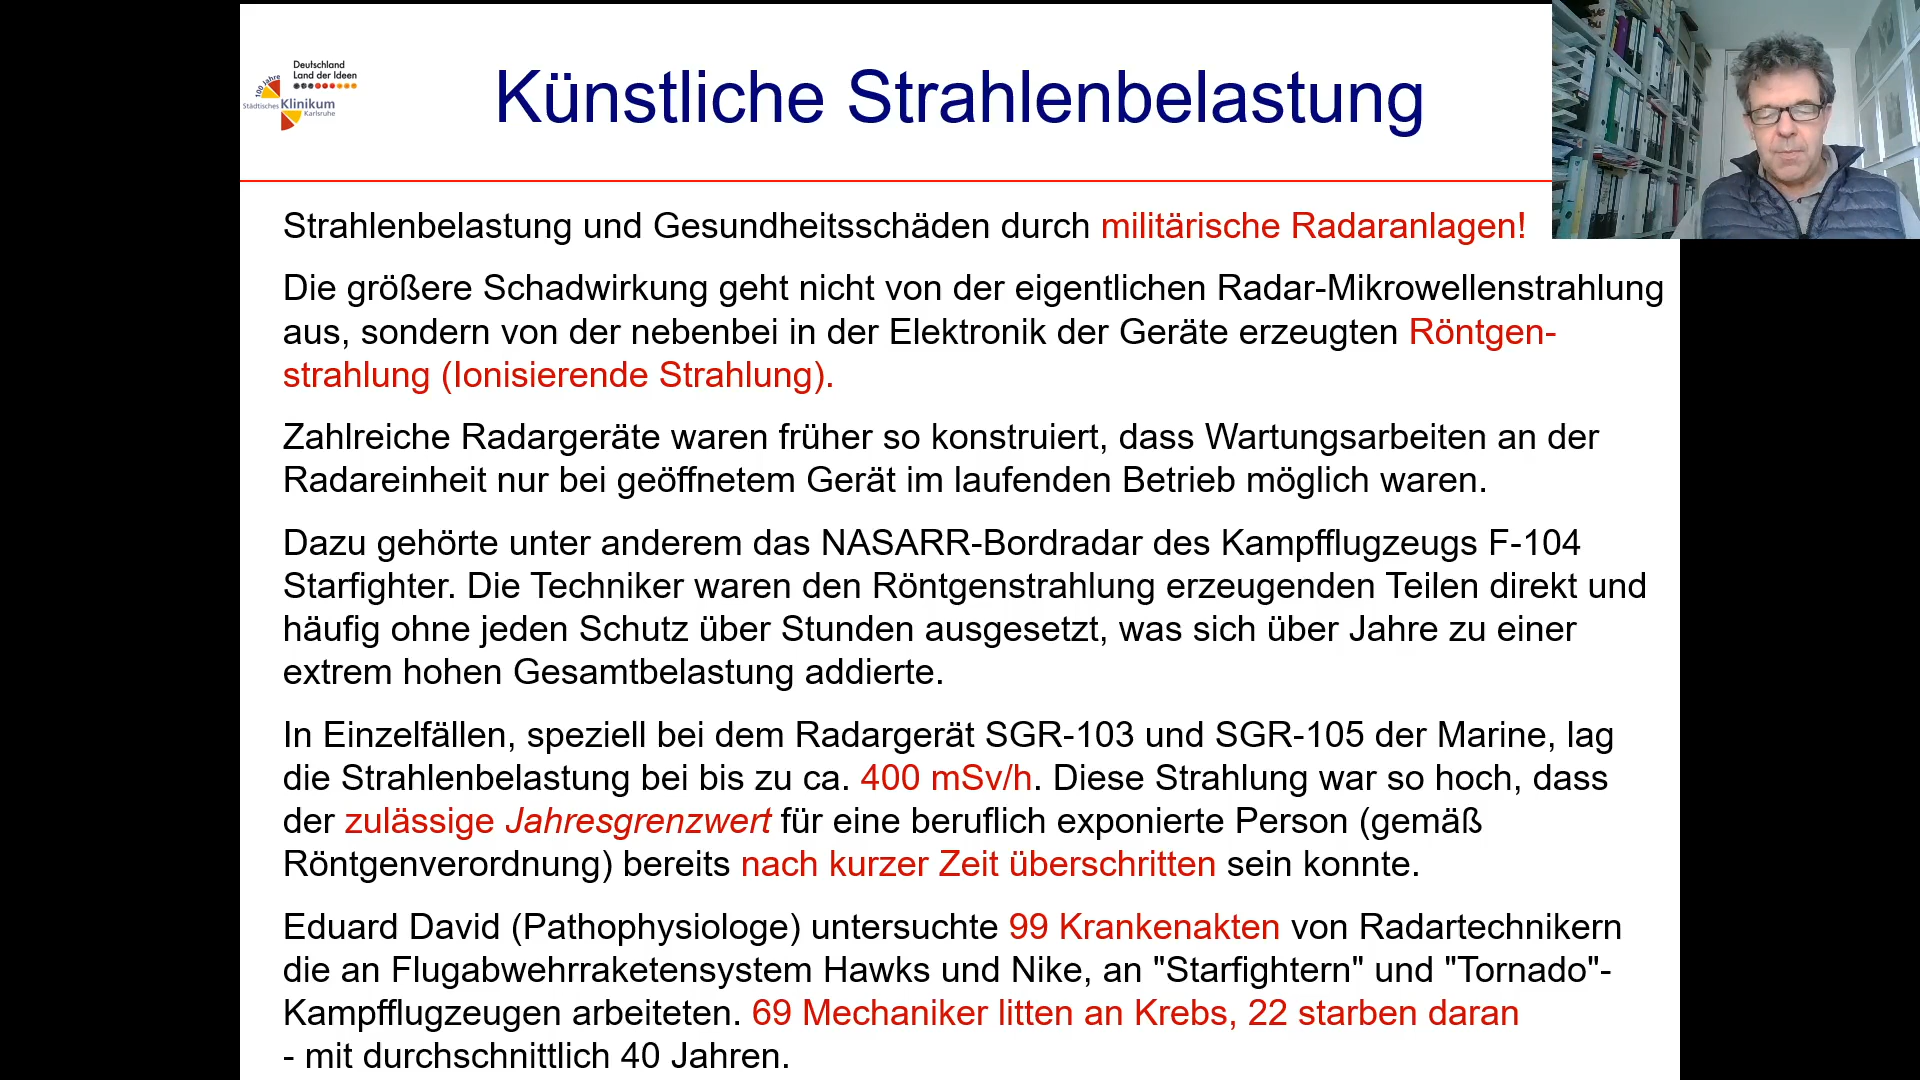 Deutschland
Land der Ideen
100 Jahre
Städtisches Klinikum
Karlsruhe
Künstliche Strahlenbelastung
Strahlenbelastung und Gesundheitsschäden durch militärische Radaranlagen!
Die größere Schadwirkung geht nicht von der eigentlichen Radar-Mikrowellenstrahlung
aus, sondern von der nebenbei in der Elektronik der Geräte erzeugten Röntgen-
strahlung (Ionisierende Strahlung).
Zahlreiche Radargeräte waren früher so konstruiert, dass Wartungsarbeiten an der
Radareinheit nur bei geöffnetem Gerät im laufenden Betrieb möglich waren.
Dazu gehörte unter anderem das NASARR-Bordradar des Kampfflugzeugs F-104
Starfighter. Die Techniker waren den Röntgenstrahlung erzeugenden Teilen direkt und
häufig ohne jeden Schutz über Stunden ausgesetzt, was sich über Jahre zu einer
extrem hohen Gesamtbelastung addierte.
In Einzelfällen, speziell bei dem Radargerät SGR-103 und SGR-105 der Marine, lag
die Strahlenbelastung bei bis zu ca. 400 mSv/h. Diese Strahlung war so hoch, dass
der zulässige Jahresgrenzwert für eine beruflich exponierte Person (gemäß
Röntgenverordnung) bereits nach kurzer Zeit überschritten sein konnte.
Eduard David (Pathophysiologe) untersuchte 99 Krankenakten von Radartechnikern
die an Flugabwehrraketensystem Hawks und Nike, an "Starfightern" und "Tornado"-
Kampfflugzeugen arbeiteten. 69 Mechaniker litten an Krebs, 22 starben daran
- mit durchschnittlich 40 Jahren.